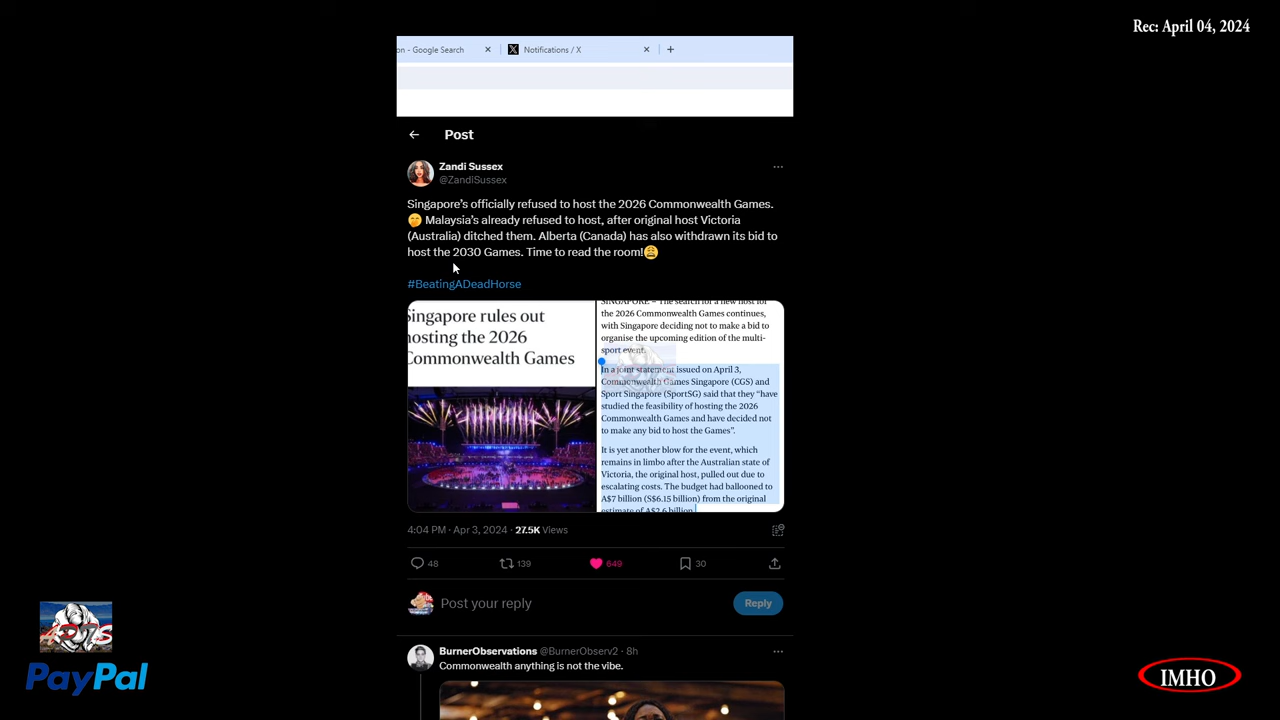 Rec: April 04, 2024
on - Google Search
Notifications / X
Post
Zandi Sussex
@ZandiSussex
Singapore's officially refused to host the 2026 Commonwealth Games.
🤭 Malaysia's already refused to host, after original host Victoria
(Australia) ditched them. Alberta (Canada) has also withdrawn its bid to
host the 2030 Games. Time to read the room!😩
#BeatingADeadHorse
Singapore rules out
hosting the 2026
Commonwealth Games
SINGAPORE – The search for a new host for
the 2026 Commonwealth Games continues,
with Singapore deciding not to make a bid to
organise the upcoming edition of the multi-
sport event.
In a joint statement issued on April 3,
Commonwealth Games Singapore (CGS) and
Sport Singapore (SportSG) said that they "have
studied the feasibility of hosting the 2026
Commonwealth Games and have decided not
to make any bid to host the Games".
It is yet another blow for the event, which
remains in limbo after the Australian state of
Victoria, the original host, pulled out due to
escalating costs. The budget had ballooned to
A$7 billion (S$6.15 billion) from the original
estimate of A$2.6 billion.
4:04 PM · Apr 3, 2024 · 27.5K Views
48
139
649
30
Post your reply
Reply
BurnerObservations @BurnerObserv2 · 8h
Commonwealth anything is not the vibe.
PayPal
IMHO